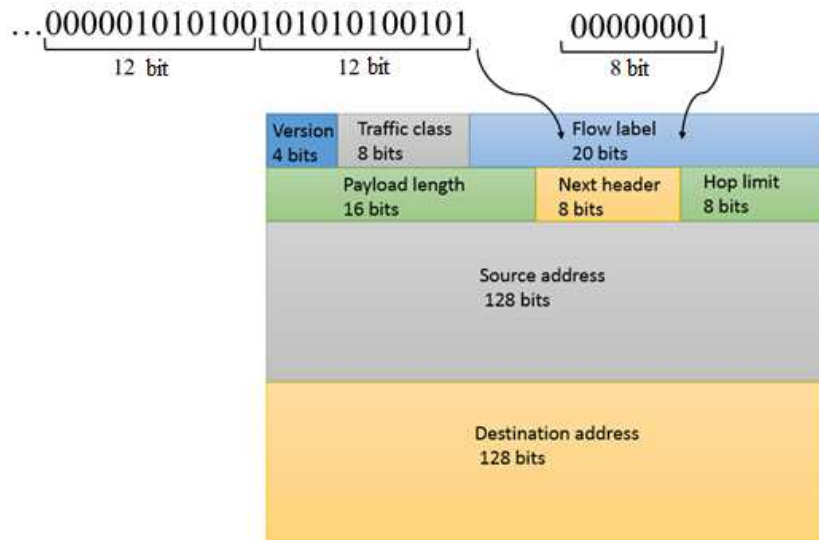 ...000001010100101010100101 00000001
12 bit 12 bit 8 bit
Version Traffic class Flow label
4 bits 8 bits 20 bits
Payload length Next header Hop limit
16 bits 8 bits 8 bits
Source address
128 bits
Destination address
128 bits